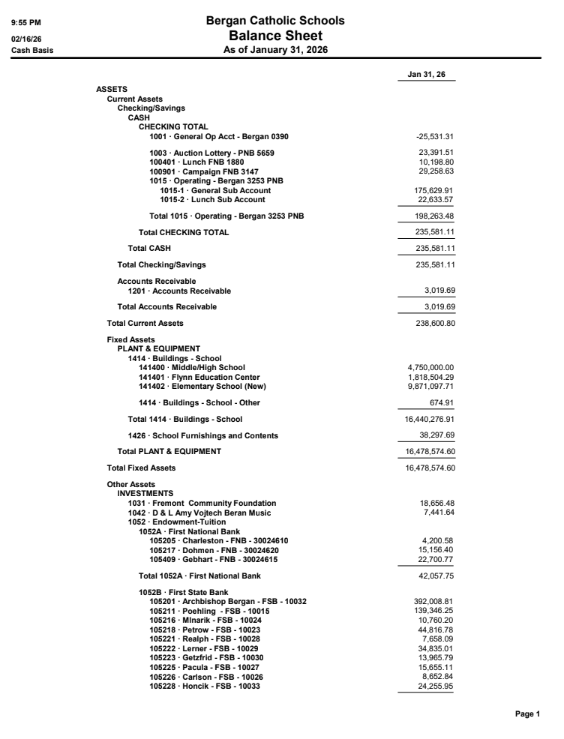 9:55 PM
02/16/26
Cash Basis
Bergan Catholic Schools
Balance Sheet
As of January 31, 2026
Jan 31, 26
ASSETS
Current Assets
Checking/Savings
CASH
CHECKING TOTAL
1001 · General Op Acct - Bergan 0390 -25,531.31
1003 · Auction Lottery - PNB 5659 23,391.51
100401 · Lunch FNB 1880 10,198.80
100901 · Campaign FNB 3147 29,258.63
1015 · Operating - Bergan 3253 PNB
1015-1 · General Sub Account 175,629.91
1015-2 · Lunch Sub Account 22,633.57
Total 1015 · Operating - Bergan 3253 PNB 198,263.48
Total CHECKING TOTAL 235,581.11
Total CASH 235,581.11
Total Checking/Savings 235,581.11
Accounts Receivable
1201 · Accounts Receivable 3,019.69
Total Accounts Receivable 3,019.69
Total Current Assets 238,600.80
Fixed Assets
PLANT & EQUIPMENT
1414 · Buildings - School
141400 · Middle/High School 4,750,000.00
141401 · Flynn Education Center 1,818,504.29
141402 · Elementary School (New) 9,871,097.71
1414 · Buildings - School - Other 674.91
Total 1414 · Buildings - School 16,440,276.91
1426 · School Furnishings and Contents 38,297.69
Total PLANT & EQUIPMENT 16,478,574.60
Total Fixed Assets 16,478,574.60
Other Assets
INVESTMENTS
1031 · Fremont Community Foundation 18,656.48
1042 · D & L Amy Vojtech Beran Music 7,441.64
1052 · Endowment-Tuition
1052A · First National Bank
105205 · Charleston - FNB - 30024610 4,200.58
105217 · Dohmen - FNB - 30024620 15,156.40
105409 · Gebhart - FNB - 30024615 22,700.77
Total 1052A · First National Bank 42,057.75
1052B · First State Bank
105201 · Archbishop Bergan - FSB - 10032 392,008.81
105211 · Poehling - FSB - 10015 139,346.25
105216 · Minarik - FSB - 10024 10,760.20
105218 · Petrow - FSB - 10023 44,816.78
105221 · Realph - FSB - 10028 7,658.09
105222 · Lerner - FSB - 10029 34,835.01
105223 · Getzfrid - FSB - 10030 13,965.79
105225 · Pacula - FSB - 10027 15,655.11
105226 · Carlson - FSB - 10026 8,652.84
105228 · Honcik - FSB - 10033 24,255.95
Page 1